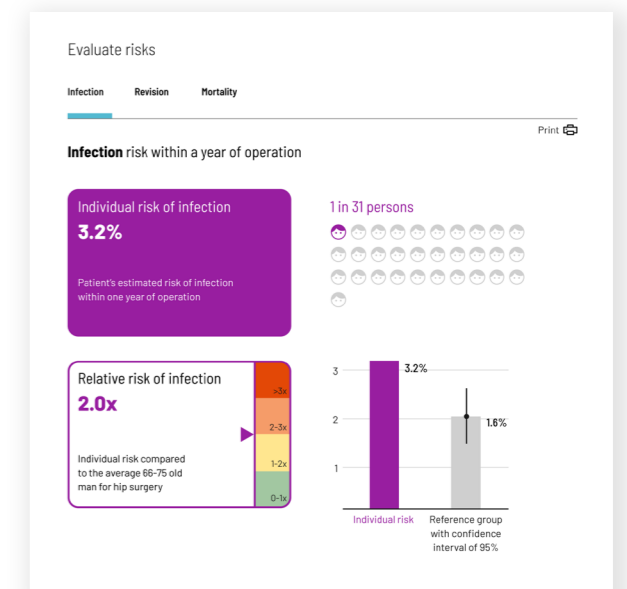 Evaluate risks
Infection Revision Mortality
Print
Infection risk within a year of operation
Individual risk of infection
3.2%
Patient's estimated risk of infection
within one year of operation
1 in 31 persons
Relative risk of infection
2.0x
Individual risk compared
to the average 66-75 old
man for hip surgery
>3x
2-3x
1-2x
0-1x
3
2
1
3.2%
1.6%
Individual risk
Reference group
with confidence
interval of 95%